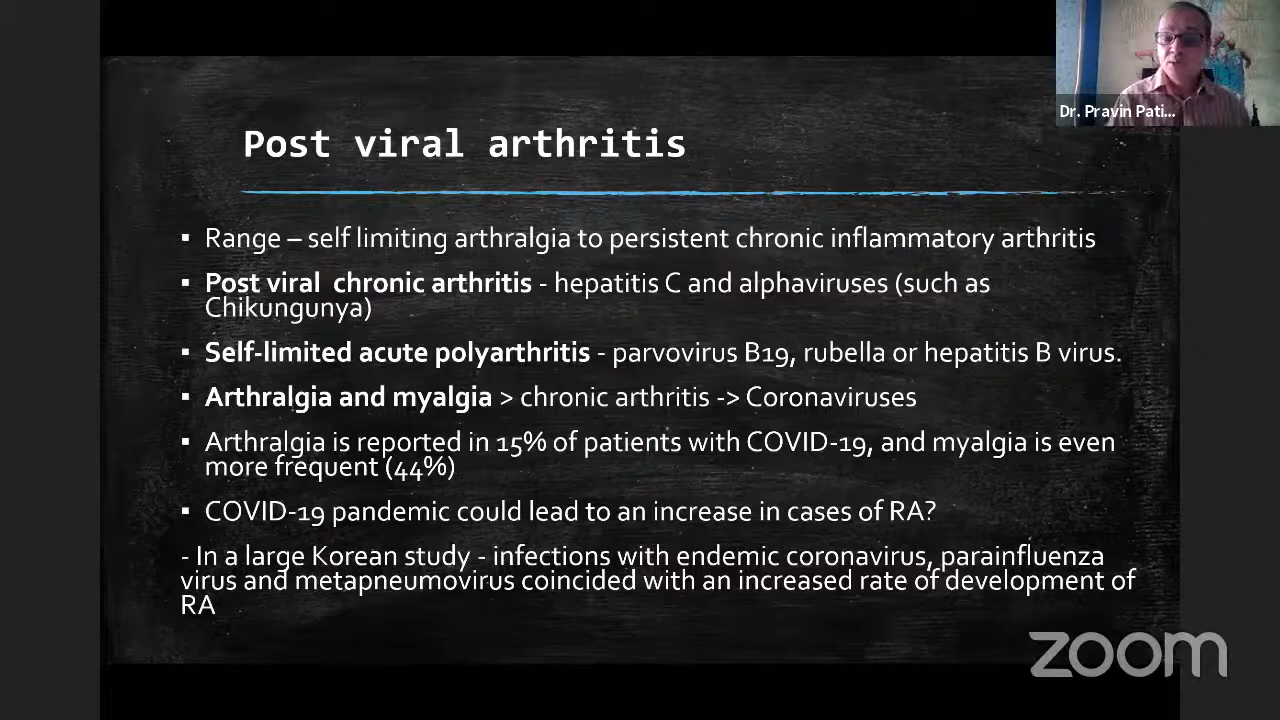 Dr. Pravin Pati...
Post viral arthritis
▪ Range – self limiting arthralgia to persistent chronic inflammatory arthritis
▪ Post viral chronic arthritis - hepatitis C and alphaviruses (such as
Chikungunya)
▪ Self-limited acute polyarthritis - parvovirus B19, rubella or hepatitis B virus.
▪ Arthralgia and myalgia > chronic arthritis -> Coronaviruses
▪ Arthralgia is reported in 15% of patients with COVID-19, and myalgia is even
more frequent (44%)
▪ COVID-19 pandemic could lead to an increase in cases of RA?
- In a large Korean study - infections with endemic coronavirus, parainfluenza
virus and metapneumovirus coincided with an increased rate of development of
RA
zoom